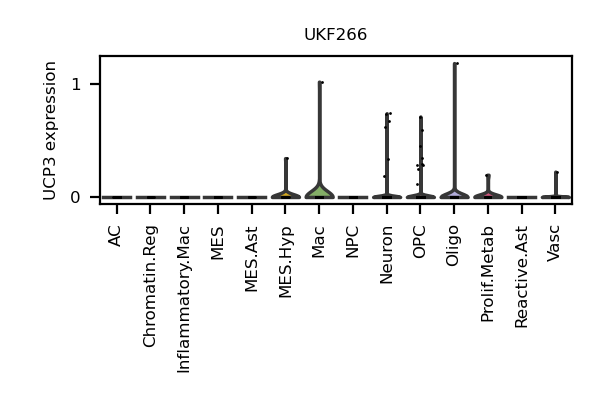 UKF266
UCP3 expression
1
0
AC
Chromatin.Reg
Inflammatory.Mac
MES
MES.Ast
MES.Hyp
Mac
NPC
Neuron
OPC
Oligo
Prolif.Metab
Reactive.Ast
Vasc